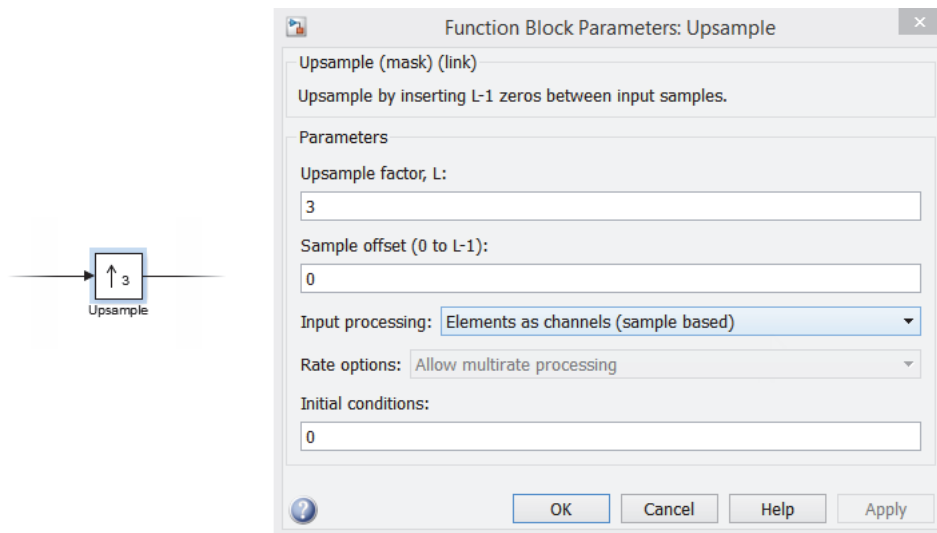 Function Block Parameters: Upsample
Upsample (mask) (link)
Upsample by inserting L-1 zeros between input samples.
Parameters
Upsample factor, L:
3
Sample offset (0 to L-1):
0
Input processing: Elements as channels (sample based)
Rate options: Allow multirate processing
Initial conditions:
0
OK Cancel Help Apply
3
Upsample